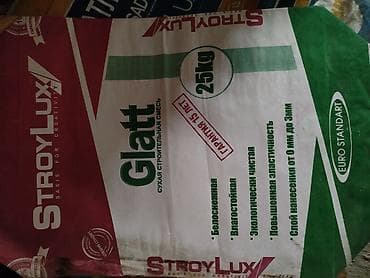 STROYLUX
BASIS FOR CREATIVE
Glatt
СУХАЯ СТРОИТЕЛЬНАЯ СМЕСЬ
25kg
ГАРАНТИЯ 15 ЛЕТ
• Белоснежная
• Влагостойкая
• Экологически чистая
• Повышенная эластичность
• Слой нанесения от 0 мм до 3мм
EURO STANDART
STROYLUX
STROYLUX